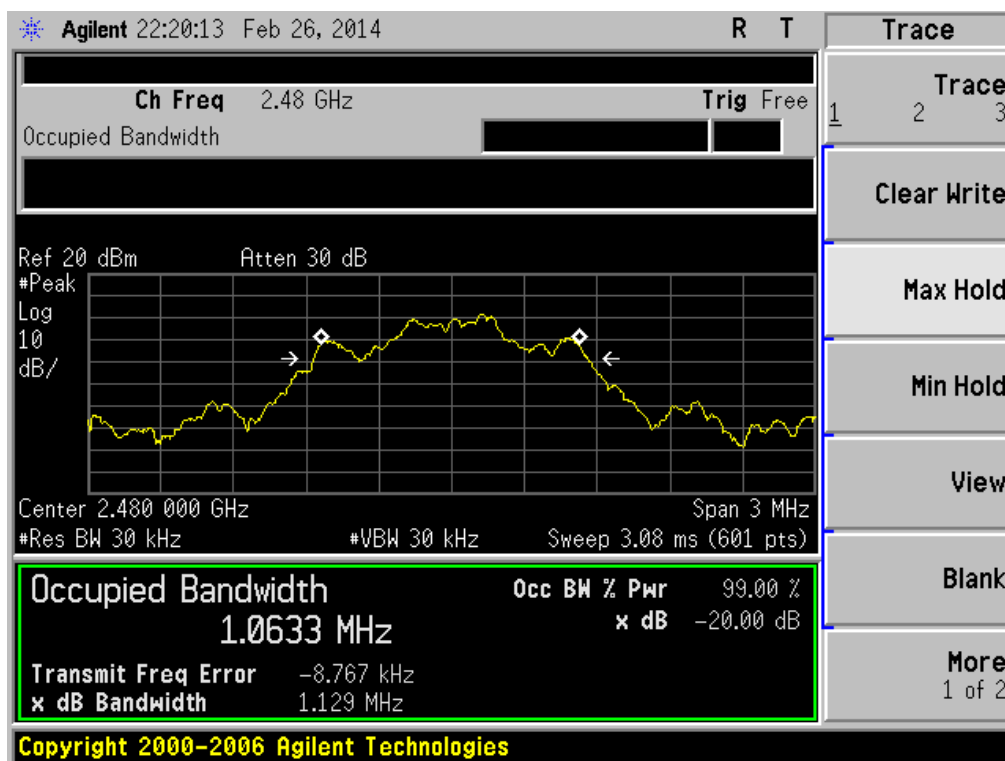 Agilent 22:20:13 Feb 26, 2014 R T
Trace
Ch Freq 2.48 GHz Trig Free
Occupied Bandwidth
Ref 20 dBm Atten 30 dB
#Peak
Log
10
dB/
Center 2.480 000 GHz Span 3 MHz
#Res BW 30 kHz #VBW 30 kHz Sweep 3.08 ms (601 pts)
Occupied Bandwidth
1.0633 MHz
Occ BW % Pwr 99.00 %
x dB -20.00 dB
Transmit Freq Error -8.767 kHz
x dB Bandwidth 1.129 MHz
Copyright 2000-2006 Agilent Technologies
Trace
1 2 3
Clear Write
Max Hold
Min Hold
View
Blank
More
1 of 2